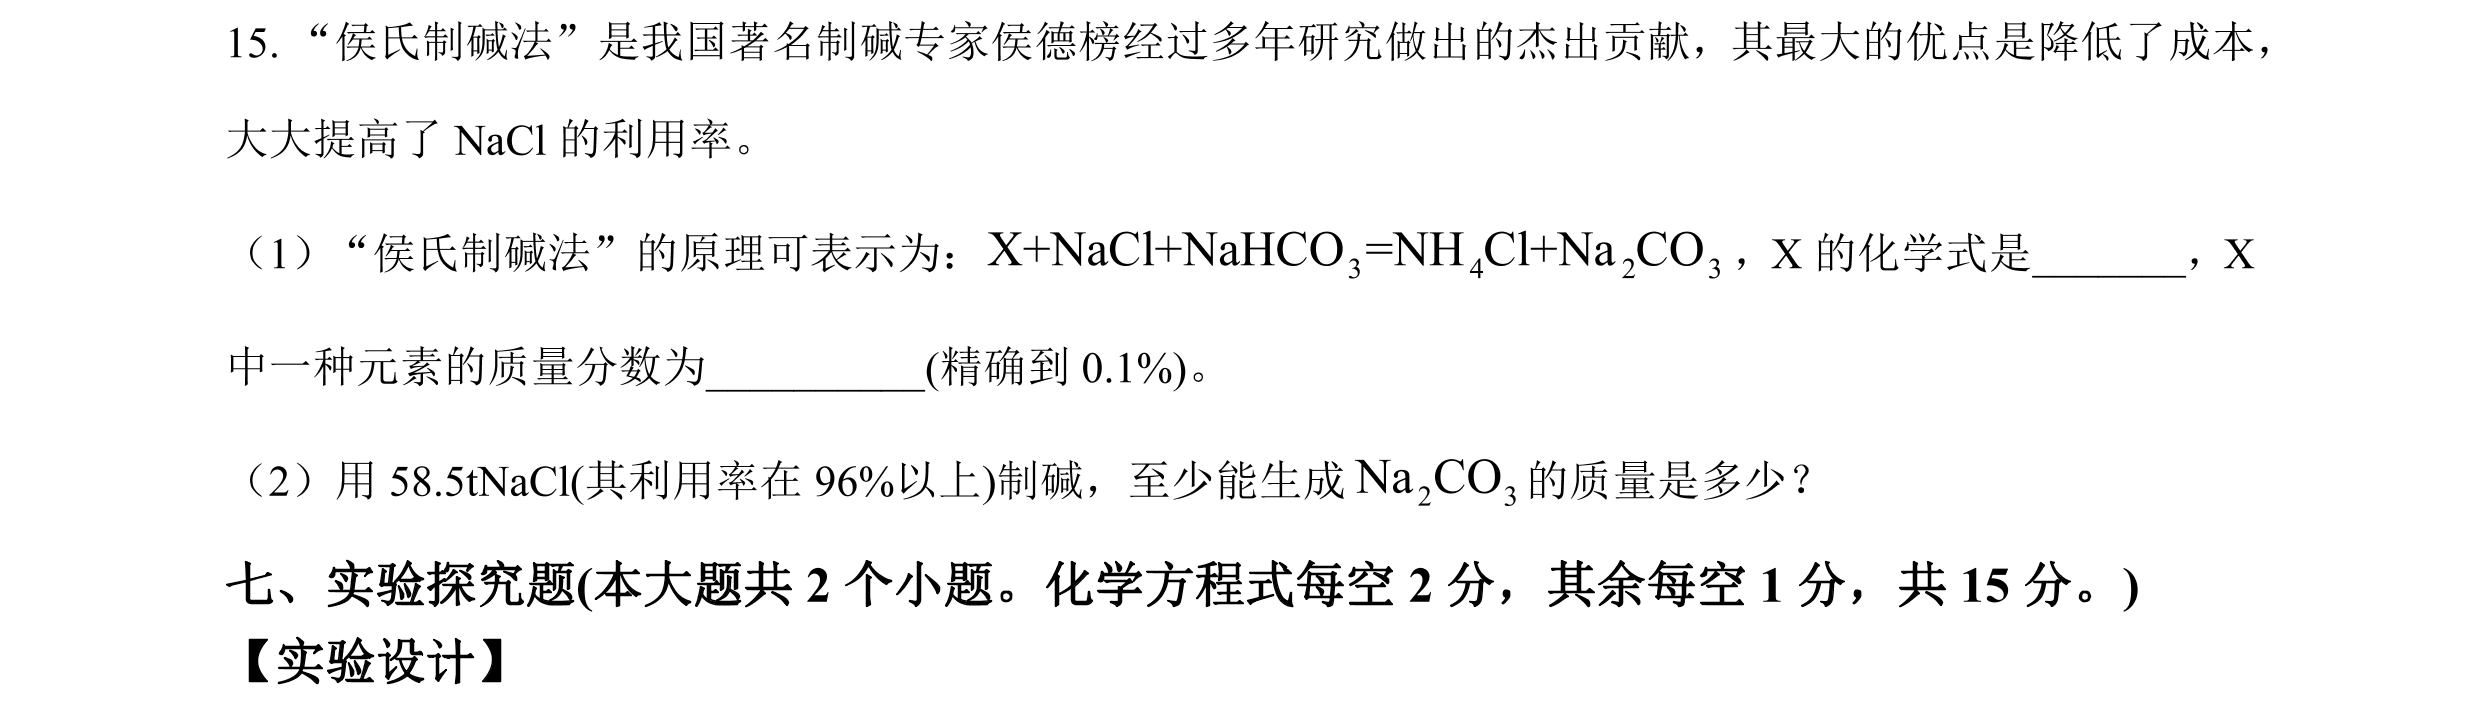 15. “侯氏制碱法”是我国著名制碱专家侯德榜经过多年研究做出的杰出贡献，其最大的优点是降低了成本，
大大提高了 NaCl 的利用率。
（1）“侯氏制碱法”的原理可表示为：X+NaCl+NaHCO₃=NH₄Cl+Na₂CO₃，X 的化学式是_______，X
中一种元素的质量分数为__________(精确到 0.1%)。
（2）用 58.5tNaCl(其利用率在 96%以上)制碱，至少能生成 Na₂CO₃ 的质量是多少？
七、实验探究题(本大题共 2 个小题。化学方程式每空 2 分，其余每空 1 分，共 15 分。)
【实验设计】